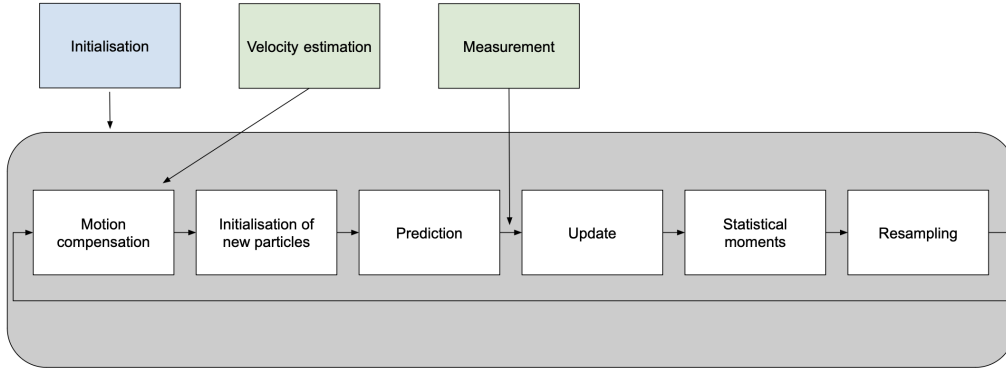 Initialisation
Velocity estimation
Measurement
Motion
compensation
Initialisation of
new particles
Prediction
Update
Statistical
moments
Resampling